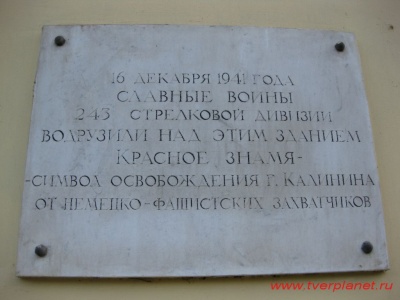 16 ДЕКАБРЯ 1941 ГОДА
СЛАВНЫЕ ВОИНЫ
243 СТРЕЛКОВОЙ ДИВИЗИИ
ВОДРУЗИЛИ НАД ЭТИМ ЗДАНИЕМ
КРАСНОЕ ЗНАМЯ-
-СИМВОЛ ОСВОБОЖДЕНИЯ Г. КАЛИНИНА
ОТ НЕМЕЦКО-ФАШИСТСКИХ ЗАХВАТЧИКОВ
www.tverplanet.ru